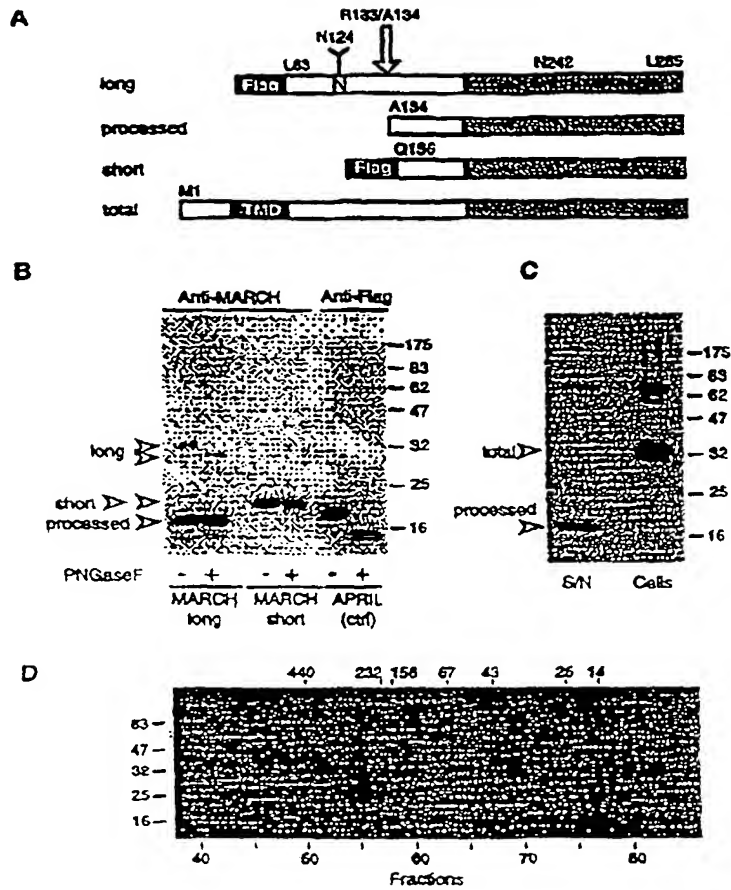 A
R133/A134
N124
L83
N242
L285
long
Flag
N
A134
processed
Q136
short
Flag
M1
total
TMD
B
C
Anti-MARCH
Anti-Flag
175
83
62
47
long
32
25
short
processed
16
PNGaseF
- + - + - +
MARCH long
MARCH short
APRIL (ctrl)
175
83
62
47
total
32
25
processed
16
S/N
Cells
D
440 232 158 67 43 25 14
83
47
32
25
16
40 50 60 70 80
Fractions